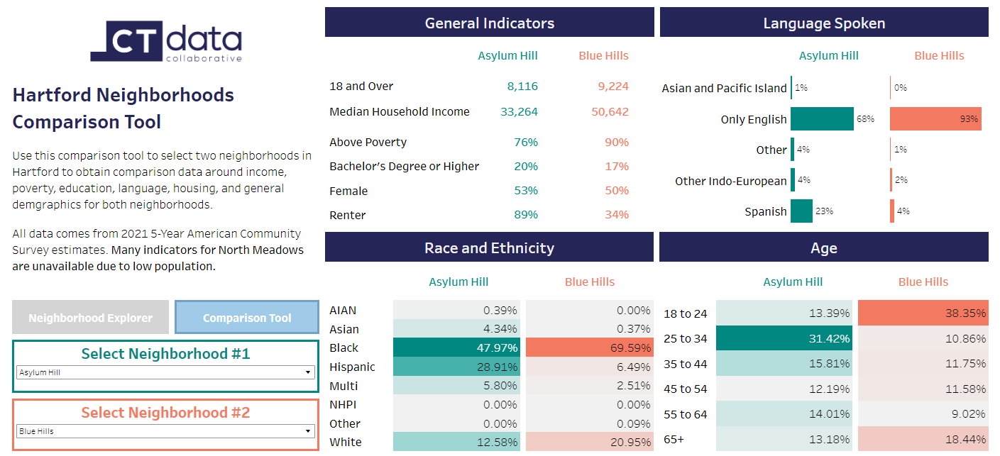 CT data
collaborative
Hartford Neighborhoods
Comparison Tool
Use this comparison tool to select two neighborhoods in
Hartford to obtain comparison data around income,
poverty, education, language, housing, and general
demgraphics for both neighborhoods.
All data comes from 2021 5-Year American Community
Survey estimates. Many indicators for North Meadows
are unavailable due to low population.
Neighborhood Explorer
Comparison Tool
Select Neighborhood #1
Asylum Hill
Select Neighborhood #2
Blue Hills
General Indicators
Asylum Hill Blue Hills
18 and Over 8,116 9,224
Median Household Income 33,264 50,642
Above Poverty 76% 90%
Bachelor's Degree or Higher 20% 17%
Female 53% 50%
Renter 89% 34%
Language Spoken
Asylum Hill Blue Hills
Asian and Pacific Island 1% 0%
Only English 68% 93%
Other 4% 1%
Other Indo-European 4% 2%
Spanish 23% 4%
Race and Ethnicity
Asylum Hill Blue Hills
AIAN 0.39% 0.00%
Asian 4.34% 0.37%
Black 47.97% 69.59%
Hispanic 28.91% 6.49%
Multi 5.80% 2.51%
NHPI 0.00% 0.00%
Other 0.00% 0.09%
White 12.58% 20.95%
Age
Asylum Hill Blue Hills
18 to 24 13.39% 38.35%
25 to 34 31.42% 10.86%
35 to 44 15.81% 11.75%
45 to 54 12.19% 11.58%
55 to 64 14.01% 9.02%
65+ 13.18% 18.44%